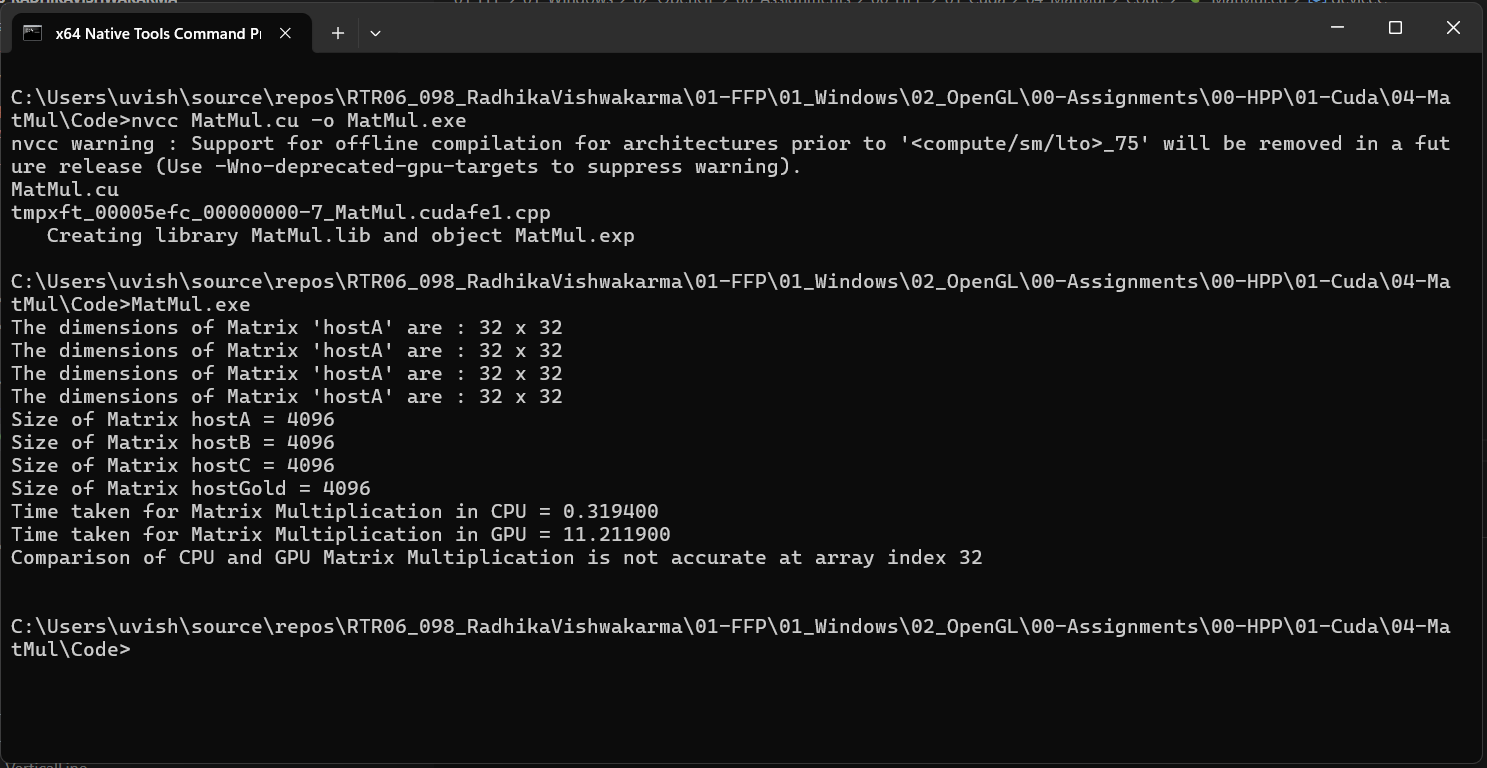 x64 Native Tools Command Pr
C:\Users\uvish\source\repos\RTR06_098_RadhikaVishwakarma\01-FFP\01_Windows\02_OpenGL\00-Assignments\00-HPP\01-Cuda\04-Ma
tMul\Code>nvcc MatMul.cu -o MatMul.exe
nvcc warning : Support for offline compilation for architectures prior to '<compute/sm/lto>_75' will be removed in a fut
ure release (Use -Wno-deprecated-gpu-targets to suppress warning).
MatMul.cu
tmpxft_00005efc_00000000-7_MatMul.cudafe1.cpp
   Creating library MatMul.lib and object MatMul.exp
C:\Users\uvish\source\repos\RTR06_098_RadhikaVishwakarma\01-FFP\01_Windows\02_OpenGL\00-Assignments\00-HPP\01-Cuda\04-Ma
tMul\Code>MatMul.exe
The dimensions of Matrix 'hostA' are : 32 x 32
The dimensions of Matrix 'hostA' are : 32 x 32
The dimensions of Matrix 'hostA' are : 32 x 32
The dimensions of Matrix 'hostA' are : 32 x 32
Size of Matrix hostA = 4096
Size of Matrix hostB = 4096
Size of Matrix hostC = 4096
Size of Matrix hostGold = 4096
Time taken for Matrix Multiplication in CPU = 0.319400
Time taken for Matrix Multiplication in GPU = 11.211900
Comparison of CPU and GPU Matrix Multiplication is not accurate at array index 32
C:\Users\uvish\source\repos\RTR06_098_RadhikaVishwakarma\01-FFP\01_Windows\02_OpenGL\00-Assignments\00-HPP\01-Cuda\04-Ma
tMul\Code>